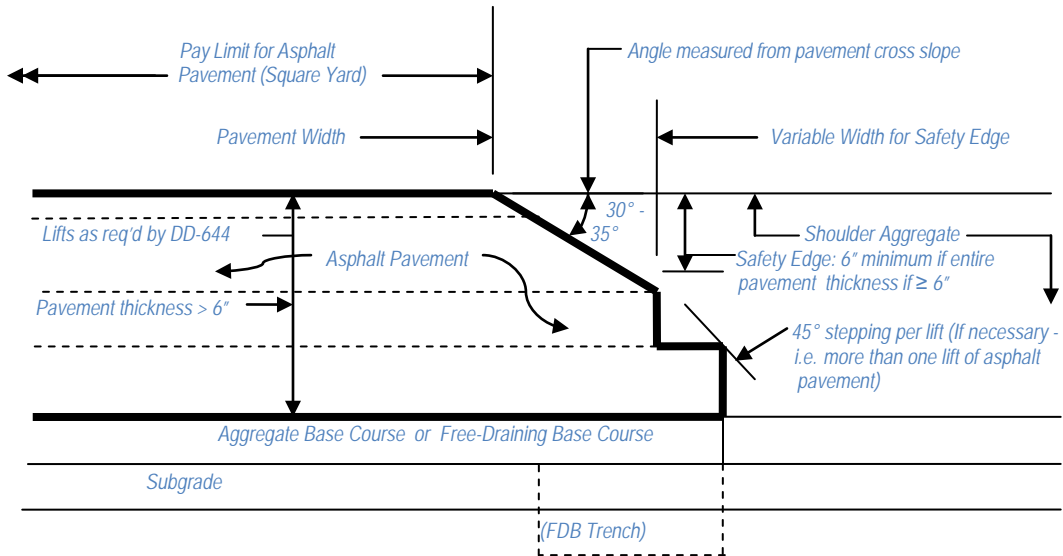 Pay Limit for Asphalt
Pavement (Square Yard)
Angle measured from pavement cross slope
Pavement Width
Variable Width for Safety Edge
30° -
35°
Lifts as req'd by DD-644
Shoulder Aggregate
Asphalt Pavement
Safety Edge: 6" minimum if entire
pavement thickness if ≥ 6"
Pavement thickness > 6"
45° stepping per lift (If necessary -
i.e. more than one lift of asphalt
pavement)
Aggregate Base Course or Free-Draining Base Course
Subgrade
(FDB Trench)